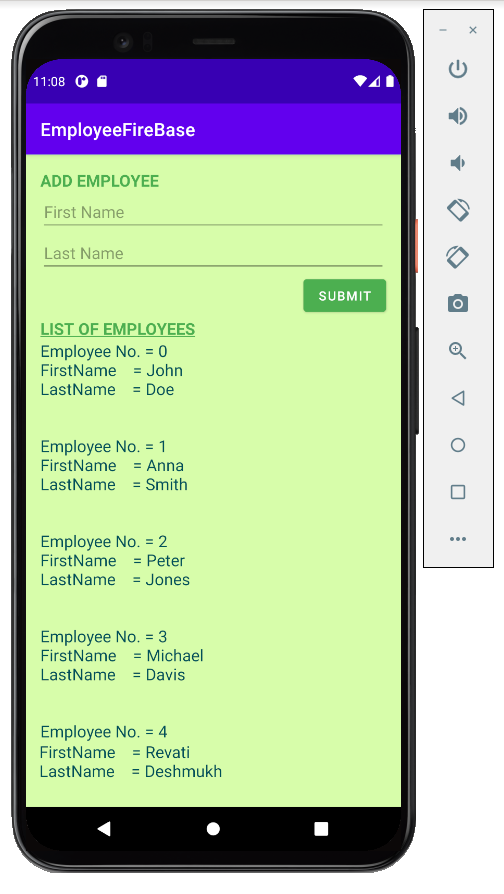 11:08
EmployeeFireBase
ADD EMPLOYEE
First Name
Last Name
SUBMIT
LIST OF EMPLOYEES
Employee No. = 0
FirstName = John
LastName = Doe
Employee No. = 1
FirstName = Anna
LastName = Smith
Employee No. = 2
FirstName = Peter
LastName = Jones
Employee No. = 3
FirstName = Michael
LastName = Davis
Employee No. = 4
FirstName = Revati
LastName = Deshmukh